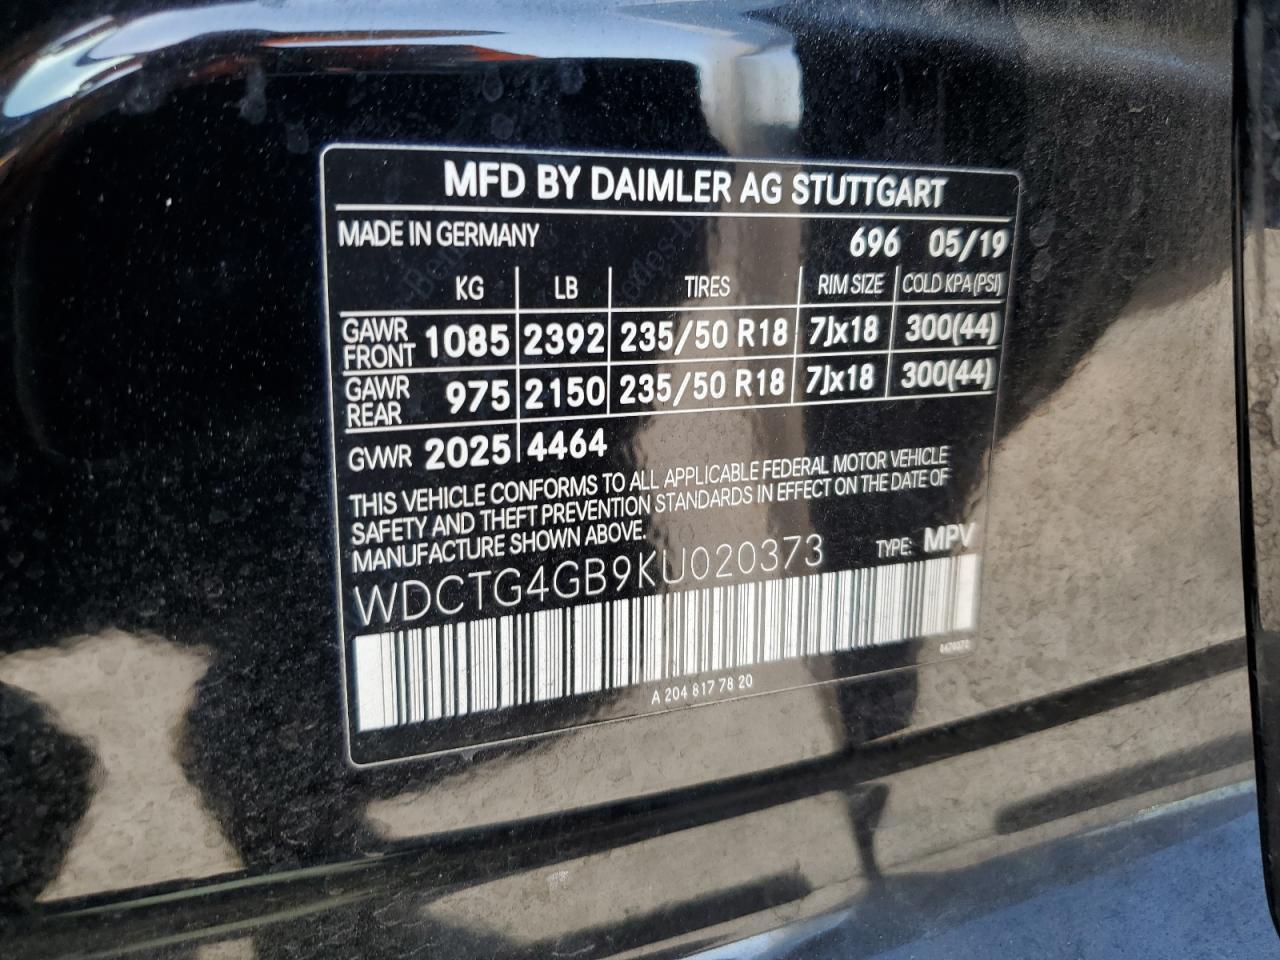 MFD BY DAIMLER AG STUTTGART
MADE IN GERMANY 696 05/19
KG LB TIRES RIM SIZE COLD KPA(PSI)
GAWR FRONT 1085 2392 235/50 R18 7Jx18 300(44)
GAWR REAR 975 2150 235/50 R18 7Jx18 300(44)
GVWR 2025 4464
THIS VEHICLE CONFORMS TO ALL APPLICABLE FEDERAL MOTOR VEHICLE
SAFETY AND THEFT PREVENTION STANDARDS IN EFFECT ON THE DATE OF
MANUFACTURE SHOWN ABOVE.
WDCTG4GB9KU020373 TYPE: MPV
A 204 817 78 20